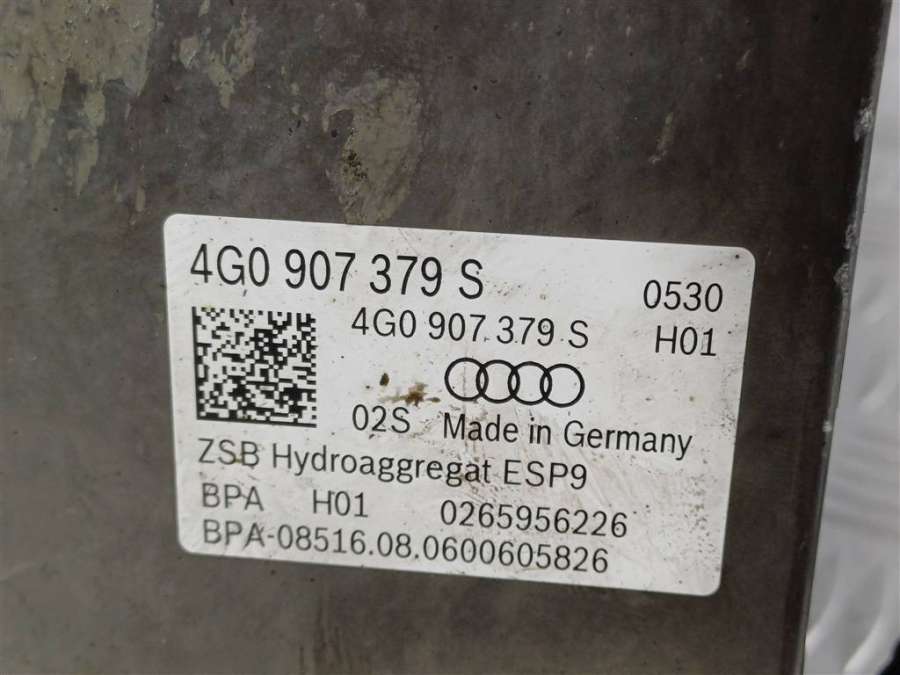 4G0 907 379 S 0530
4G0 907 379 S H01
02S Made in Germany
ZSB Hydroaggregat ESP9
BPA H01 0265956226
BPA-08516.08.0600605826